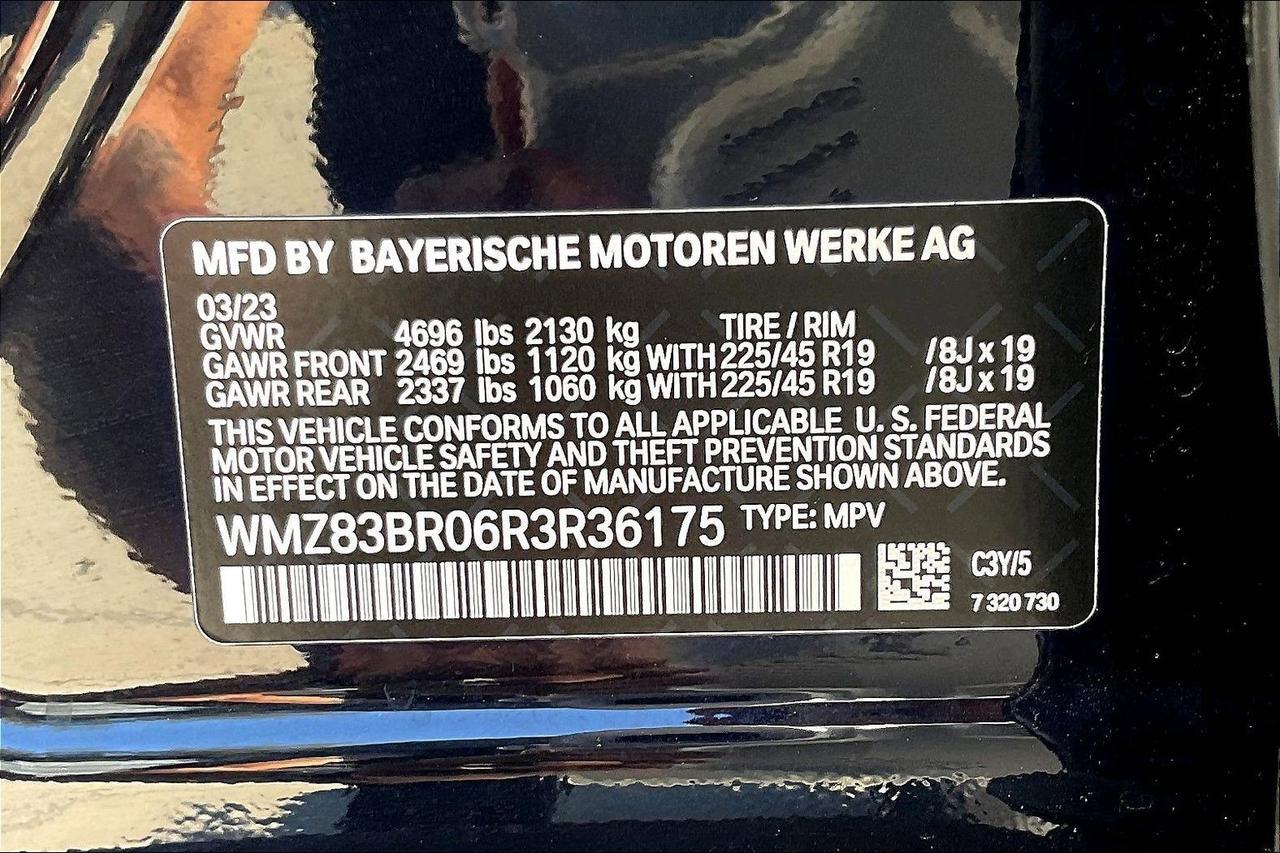 MFD BY BAYERISCHE MOTOREN WERKE AG
03/23
GVWR 4696 lbs 2130 kg TIRE / RIM
GAWR FRONT 2469 lbs 1120 kg WITH 225/45 R19 /8J x 19
GAWR REAR 2337 lbs 1060 kg WITH 225/45 R19 /8J x 19
THIS VEHICLE CONFORMS TO ALL APPLICABLE U. S. FEDERAL
MOTOR VEHICLE SAFETY AND THEFT PREVENTION STANDARDS
IN EFFECT ON THE DATE OF MANUFACTURE SHOWN ABOVE.
WMZ83BR06R3R36175 TYPE: MPV
C3Y/5
7 320 730